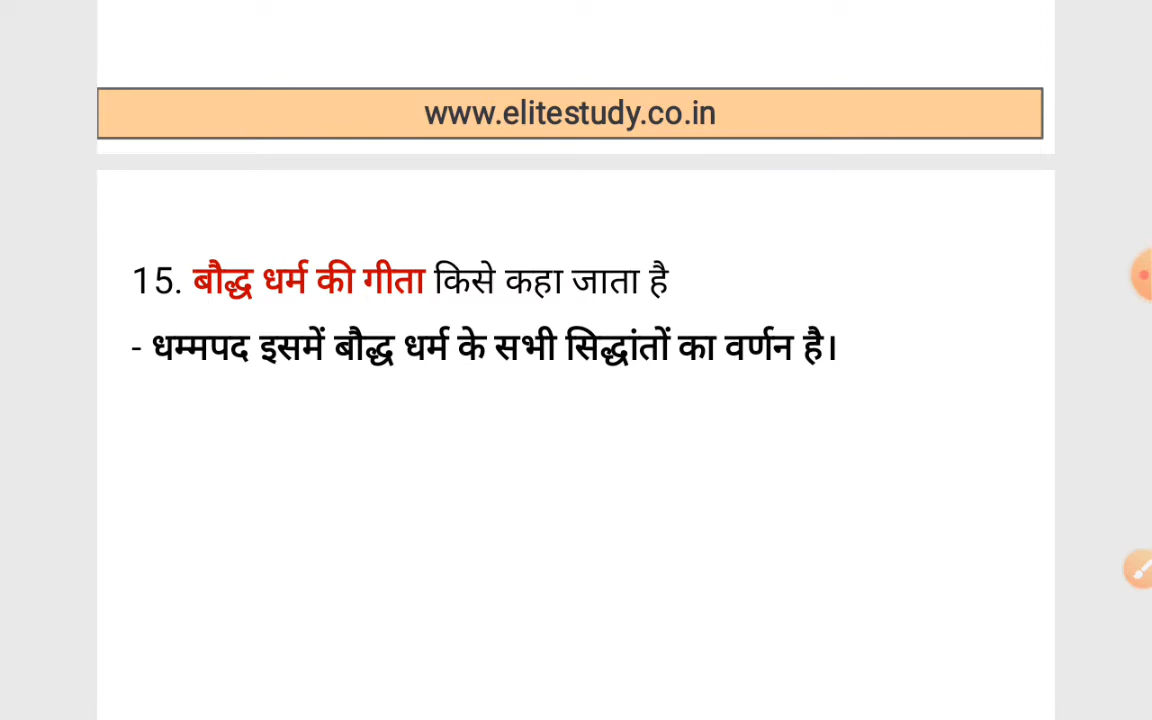 www.elitestudy.co.in
15. बौद्ध धर्म की गीता किसे कहा जाता है
- धम्मपद इसमें बौद्ध धर्म के सभी सिद्धांतों का वर्णन है।